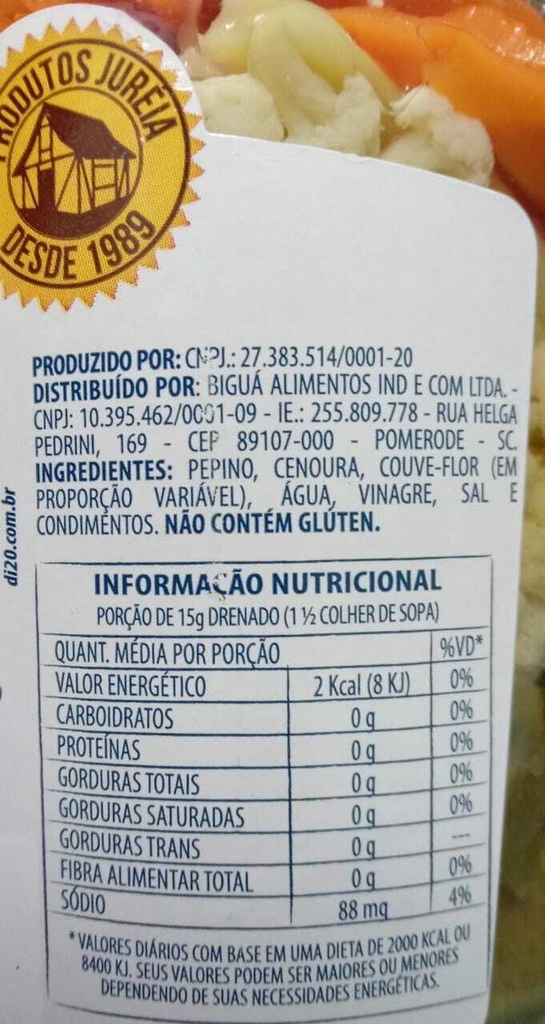 PRODUTOS JURÉIA
DESDE 1989
PRODUZIDO POR: CNPJ.: 27.383.514/0001-20
DISTRIBUÍDO POR: BIGUÁ ALIMENTOS IND E COM LTDA. -
CNPJ: 10.395.462/0001-09 - IE.: 255.809.778 - RUA HELGA
PEDRINI, 169 - CEP 89107-000 - POMERODE - SC.
INGREDIENTES: PEPINO, CENOURA, COUVE-FLOR (EM
PROPORÇÃO VARIÁVEL), ÁGUA, VINAGRE, SAL E
CONDIMENTOS. NÃO CONTÉM GLÚTEN.
di20.com.br
INFORMAÇÃO NUTRICIONAL
PORÇÃO DE 15g DRENADO (1 ½ COLHER DE SOPA)
QUANT. MÉDIA POR PORÇÃO %VD*
VALOR ENERGÉTICO 2 Kcal (8 KJ) 0%
CARBOIDRATOS 0 g 0%
PROTEÍNAS 0 g 0%
GORDURAS TOTAIS 0 g 0%
GORDURAS SATURADAS 0 g 0%
GORDURAS TRANS 0 g ---
FIBRA ALIMENTAR TOTAL 0 g 0%
SÓDIO 88 mg 4%
* VALORES DIÁRIOS COM BASE EM UMA DIETA DE 2000 KCAL OU
8400 KJ. SEUS VALORES PODEM SER MAIORES OU MENORES
DEPENDENDO DE SUAS NECESSIDADES ENERGÉTICAS.